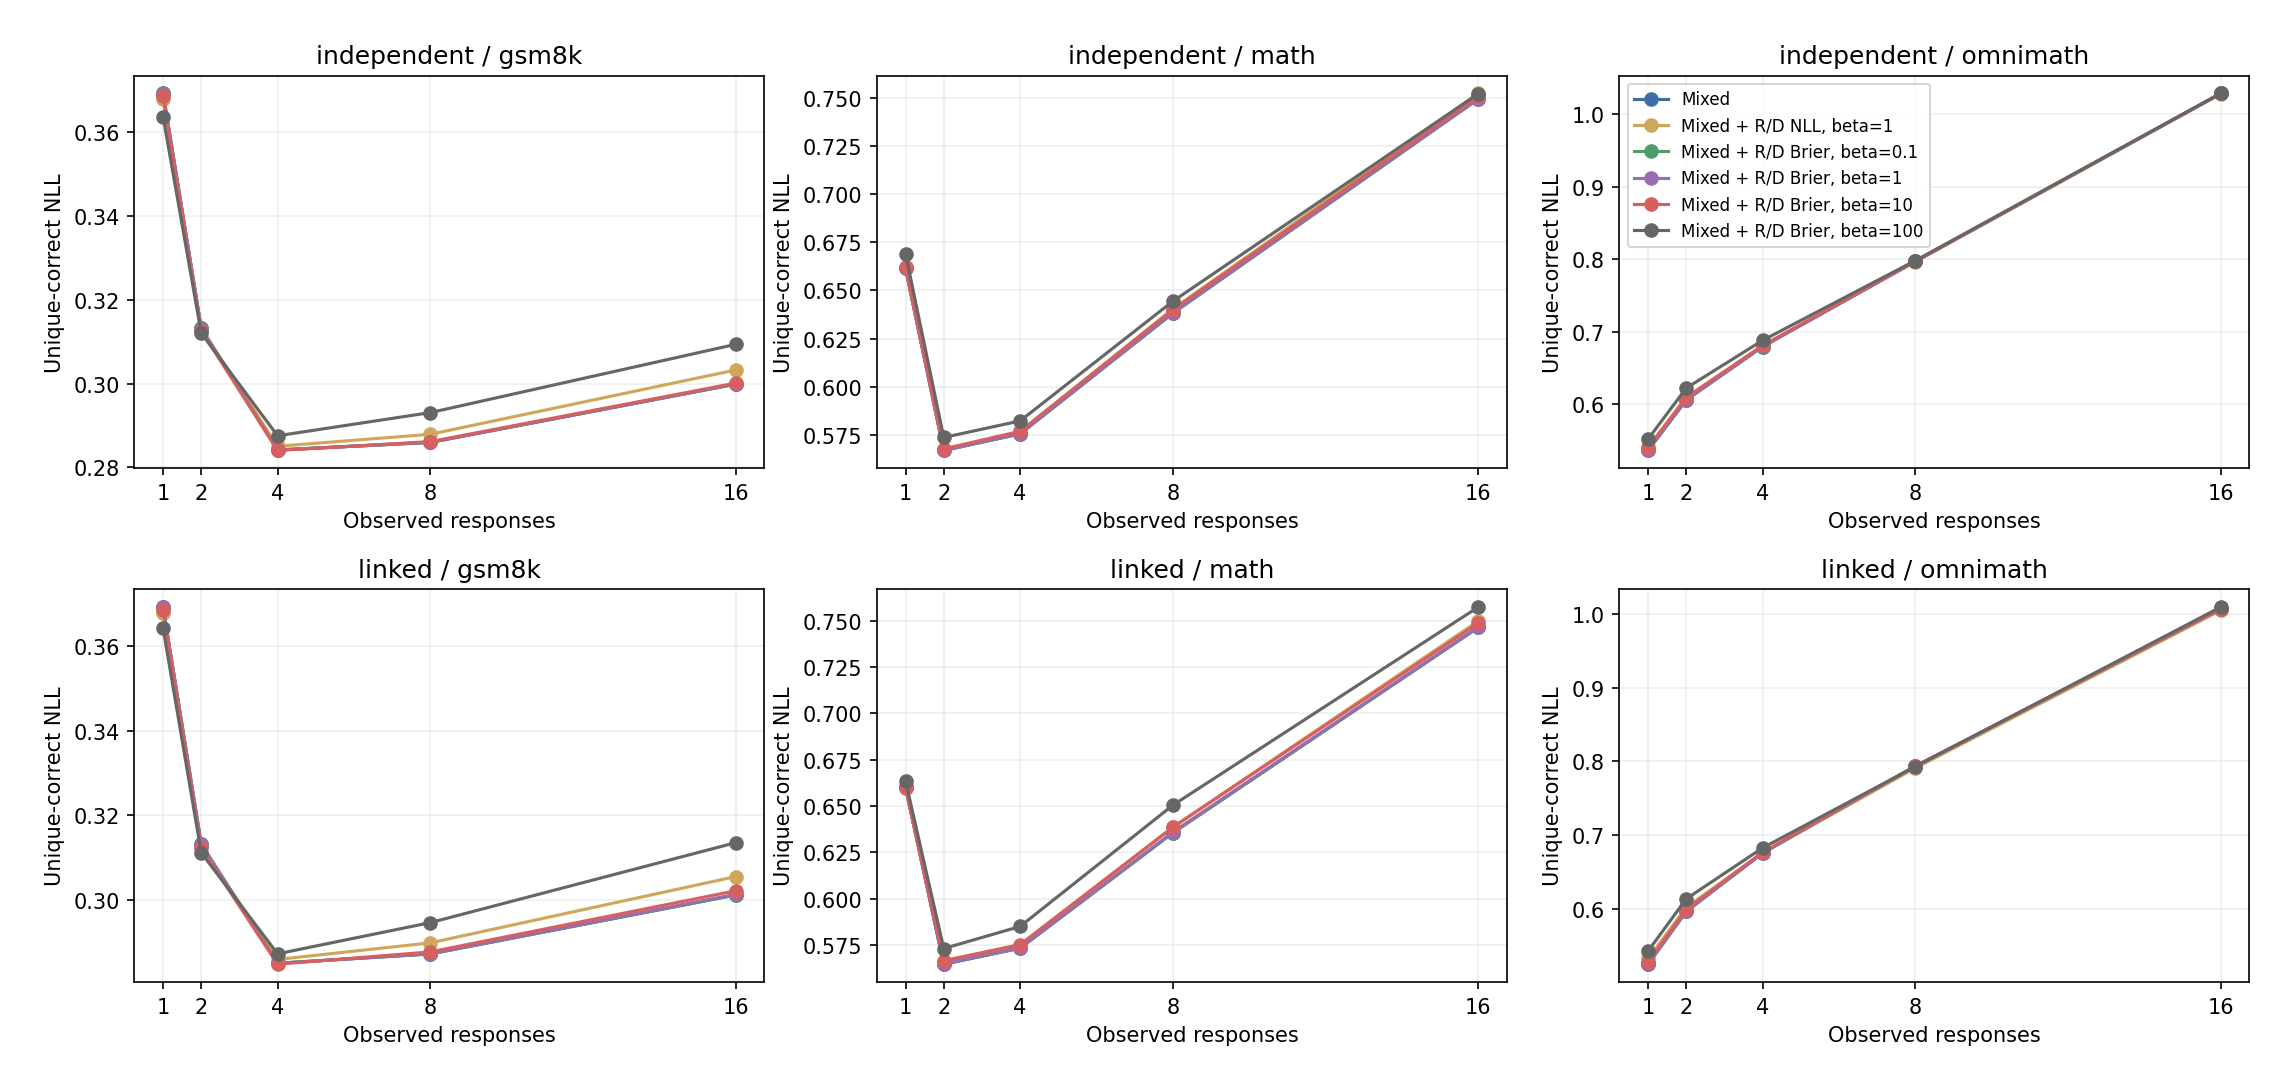 independent / gsm8k
Unique-correct NLL
0.36
0.34
0.32
0.30
0.28
1 2 4 8 16
Observed responses
independent / math
Unique-correct NLL
0.750
0.725
0.700
0.675
0.650
0.625
0.600
0.575
1 2 4 8 16
Observed responses
independent / omnimath
Unique-correct NLL
1.0
0.9
0.8
0.7
0.6
Mixed
Mixed + R/D NLL, beta=1
Mixed + R/D Brier, beta=0.1
Mixed + R/D Brier, beta=1
Mixed + R/D Brier, beta=10
Mixed + R/D Brier, beta=100
1 2 4 8 16
Observed responses
linked / gsm8k
Unique-correct NLL
0.36
0.34
0.32
0.30
1 2 4 8 16
Observed responses
linked / math
Unique-correct NLL
0.750
0.725
0.700
0.675
0.650
0.625
0.600
0.575
1 2 4 8 16
Observed responses
linked / omnimath
Unique-correct NLL
1.0
0.9
0.8
0.7
0.6
1 2 4 8 16
Observed responses